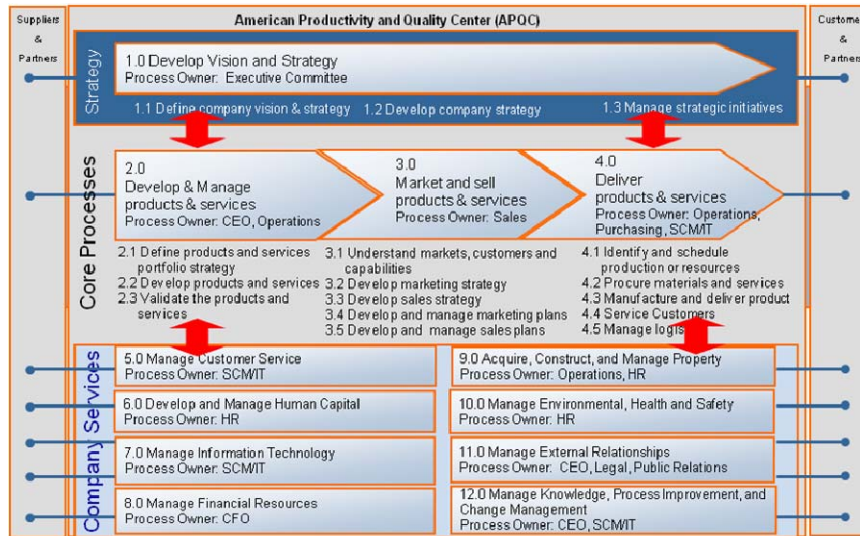 Suppliers
&
Partners
American Productivity and Quality Center (APQC)
Custome
&
Partners
Strategy
1.0 Develop Vision and Strategy
Process Owner: Executive Committee
1.1 Define company vision & strategy
1.2 Develop company strategy
1.3 Manage strategic initiatives
Core Processes
2.0
Develop & Manage
products & services
Process Owner: CEO, Operations
3.0
Market and sell
products & services
Process Owner: Sales
4.0
Deliver
products & services
Process Owner: Operations,
Purchasing, SCM/IT
2.1 Define products and services
portfolio strategy
2.2 Develop products and services
2.3 Validate the products and
services
3.1 Understand markets, customers and
capabilities
3.2 Develop marketing strategy
3.3 Develop sales strategy
3.4 Develop and manage marketing plans
3.5 Develop and manage sales plans
4.1 Identify and schedule
production or resources
4.2 Procure materials and services
4.3 Manufacture and deliver product
4.4 Service Customers
4.5 Manage logis
Company Services
5.0 Manage Customer Service
Process Owner: SCM/IT
6.0 Develop and Manage Human Capital
Process Owner: HR
7.0 Manage Information Technology
Process Owner: SCM/IT
8.0 Manage Financial Resources
Process Owner: CFO
9.0 Acquire, Construct, and Manage Property
Process Owner: Operations, HR
10.0 Manage Environmental, Health and Safety
Process Owner: HR
11.0 Manage External Relationships
Process Owner: CEO, Legal, Public Relations
12.0 Manage Knowledge, Process Improvement, and
Change Management
Process Owner: CEO, SCM/IT